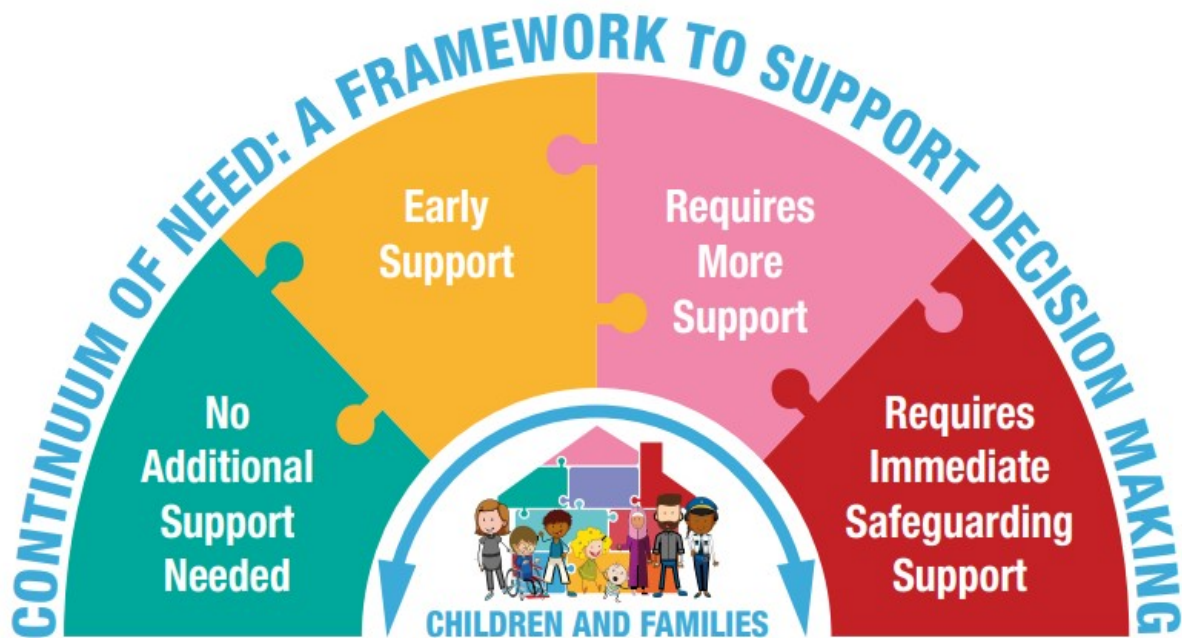 CONTINUUM OF NEED: A FRAMEWORK TO SUPPORT DECISION MAKING
No
Additional
Support
Needed
Early
Support
Requires
More
Support
Requires
Immediate
Safeguarding
Support
CHILDREN AND FAMILIES